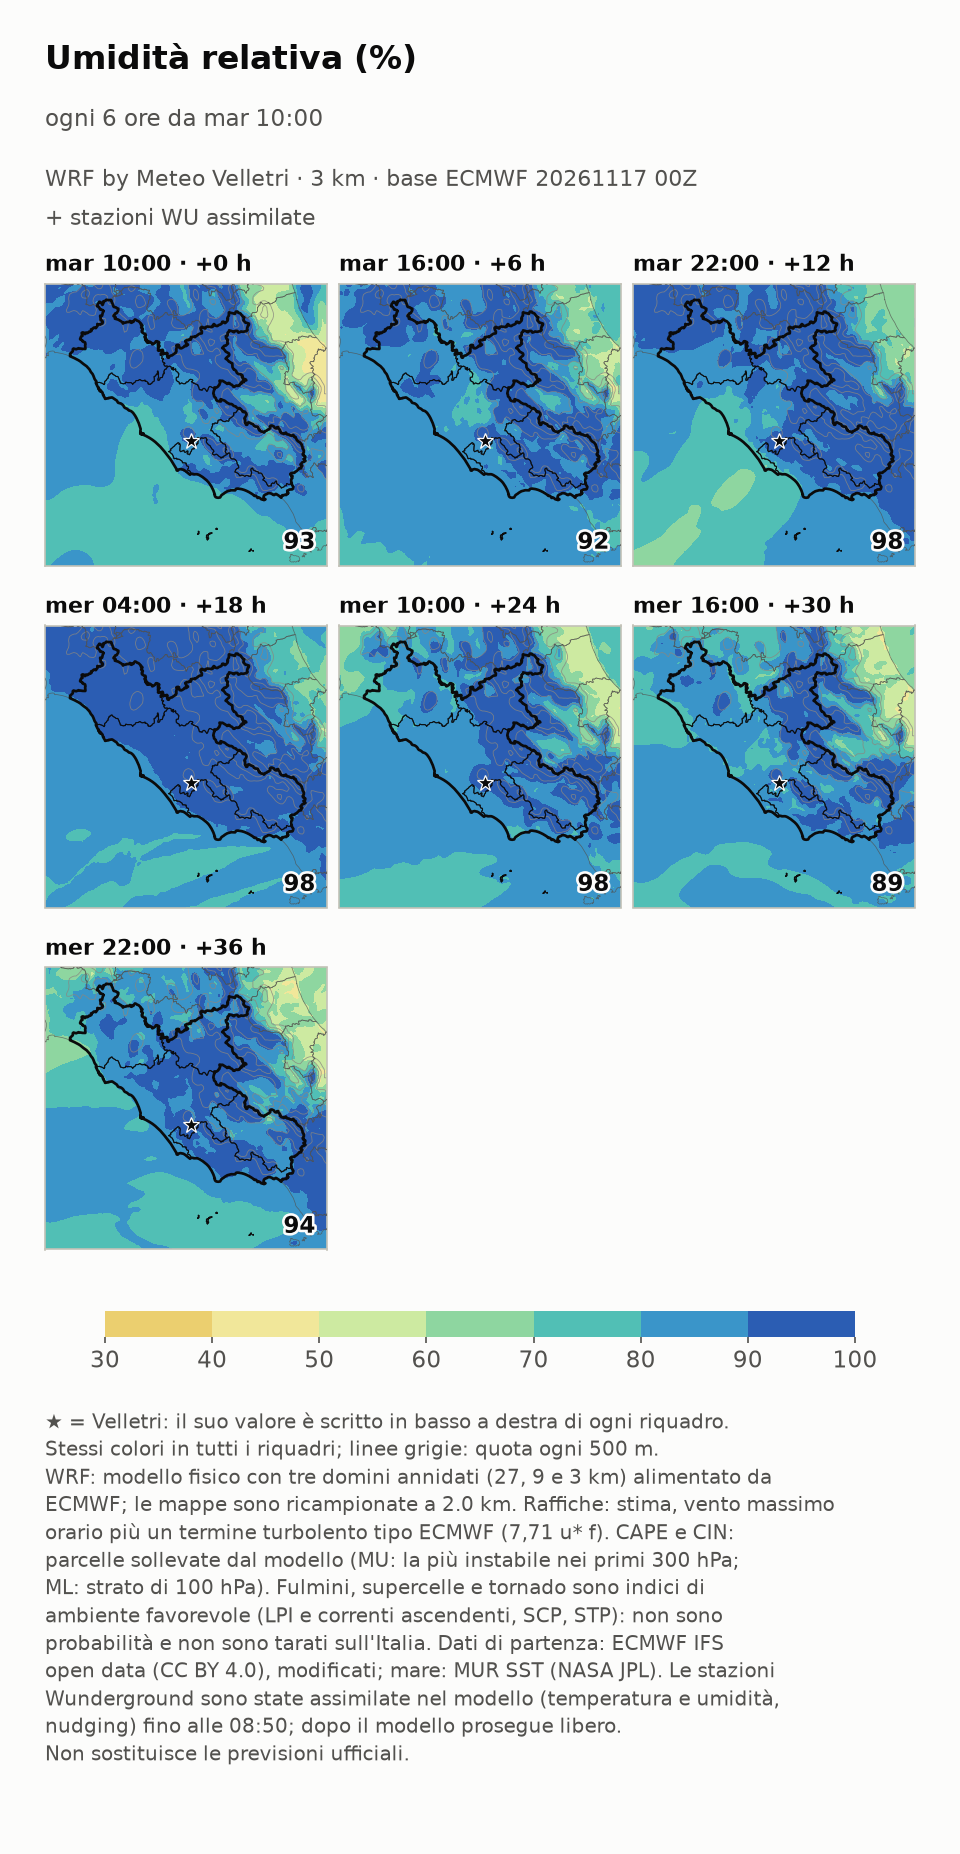 Umidità relativa (%)
ogni 6 ore da mar 10:00
WRF by Meteo Velletri · 3 km · base ECMWF 20261117 00Z
+ stazioni WU assimilate
mar 10:00 · +0 h
mar 16:00 · +6 h
mar 22:00 · +12 h
93
92
98
mer 04:00 · +18 h
mer 10:00 · +24 h
mer 16:00 · +30 h
98
98
89
mer 22:00 · +36 h
94
30 40 50 60 70 80 90 100
★ = Velletri: il suo valore è scritto in basso a destra di ogni riquadro.
Stessi colori in tutti i riquadri; linee grigie: quota ogni 500 m.
WRF: modello fisico con tre domini annidati (27, 9 e 3 km) alimentato da
ECMWF; le mappe sono ricampionate a 2.0 km. Raffiche: stima, vento massimo
orario più un termine turbolento tipo ECMWF (7,71 u* f). CAPE e CIN:
parcelle sollevate dal modello (MU: la più instabile nei primi 300 hPa;
ML: strato di 100 hPa). Fulmini, supercelle e tornado sono indici di
ambiente favorevole (LPI e correnti ascendenti, SCP, STP): non sono
probabilità e non sono tarati sull'Italia. Dati di partenza: ECMWF IFS
open data (CC BY 4.0), modificati; mare: MUR SST (NASA JPL). Le stazioni
Wunderground sono state assimilate nel modello (temperatura e umidità,
nudging) fino alle 08:50; dopo il modello prosegue libero.
Non sostituisce le previsioni ufficiali.